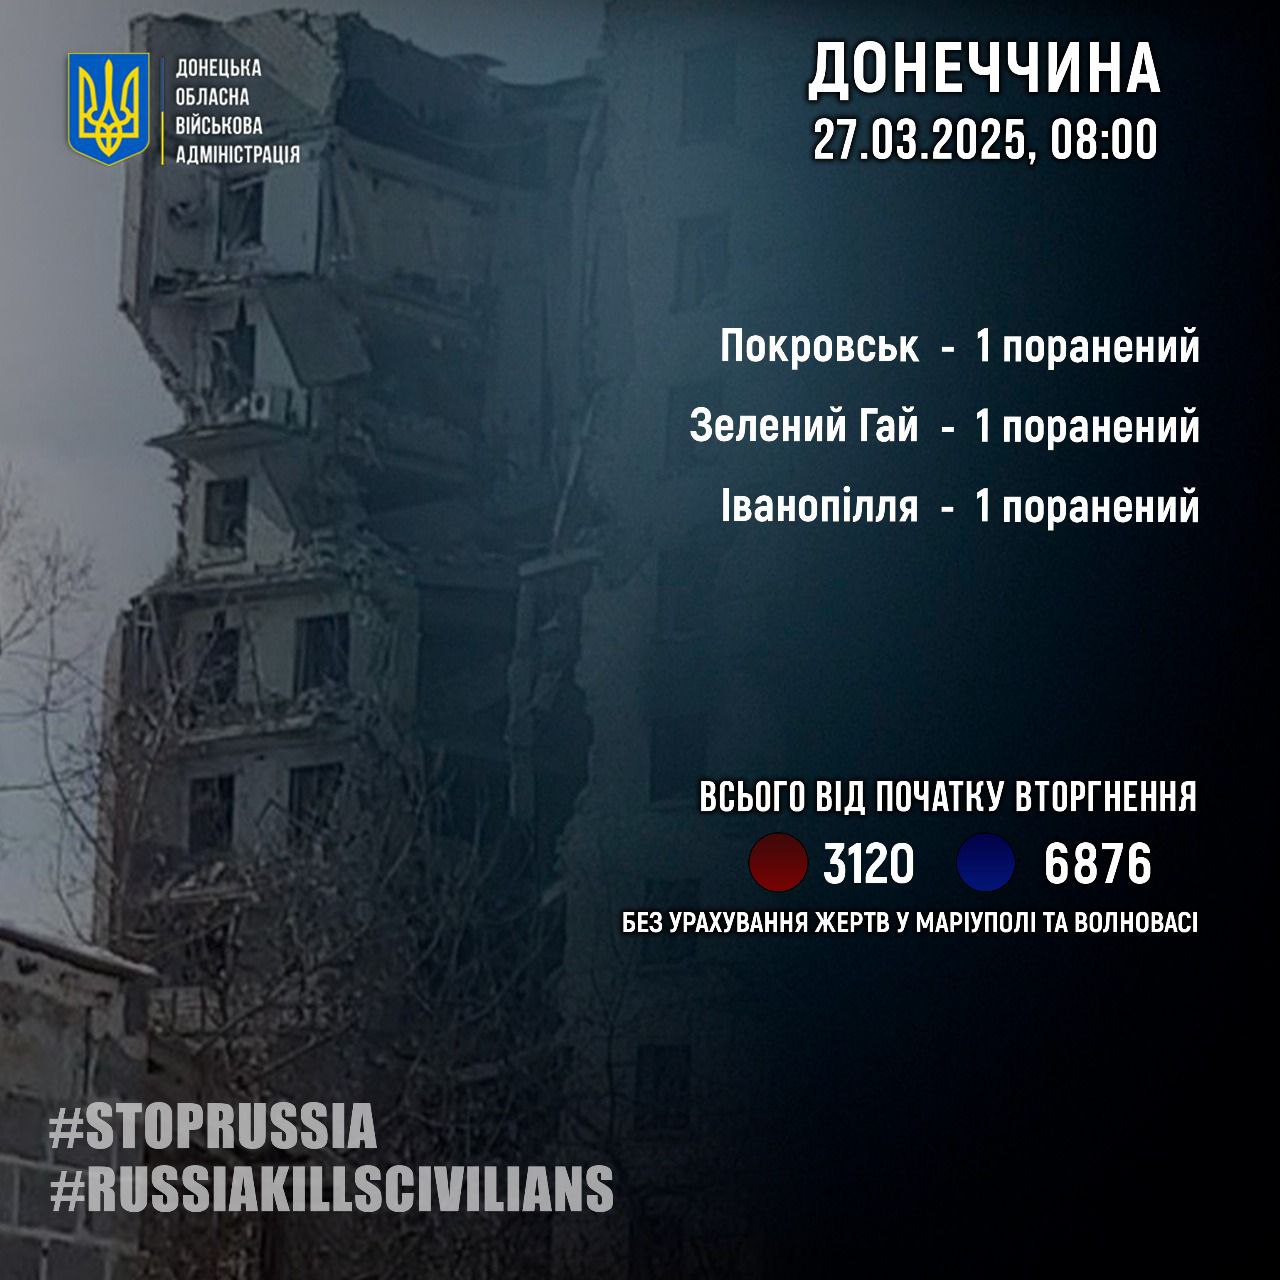 ДОНЕЦЬКА
ОБЛАСНА
ВІЙСЬКОВА
АДМІНІСТРАЦІЯ
ДОНЕЧЧИНА
27.03.2025, 08:00
Покровськ - 1 поранений
Зелений Гай - 1 поранений
Іванопілля - 1 поранений
ВСЬОГО ВІД ПОЧАТКУ ВТОРГНЕННЯ
3120 6876
БЕЗ УРАХУВАННЯ ЖЕРТВ У МАРІУПОЛІ ТА ВОЛНОВАСІ
#STOPRUSSIA
#RUSSIAKILLSCIVILIANS